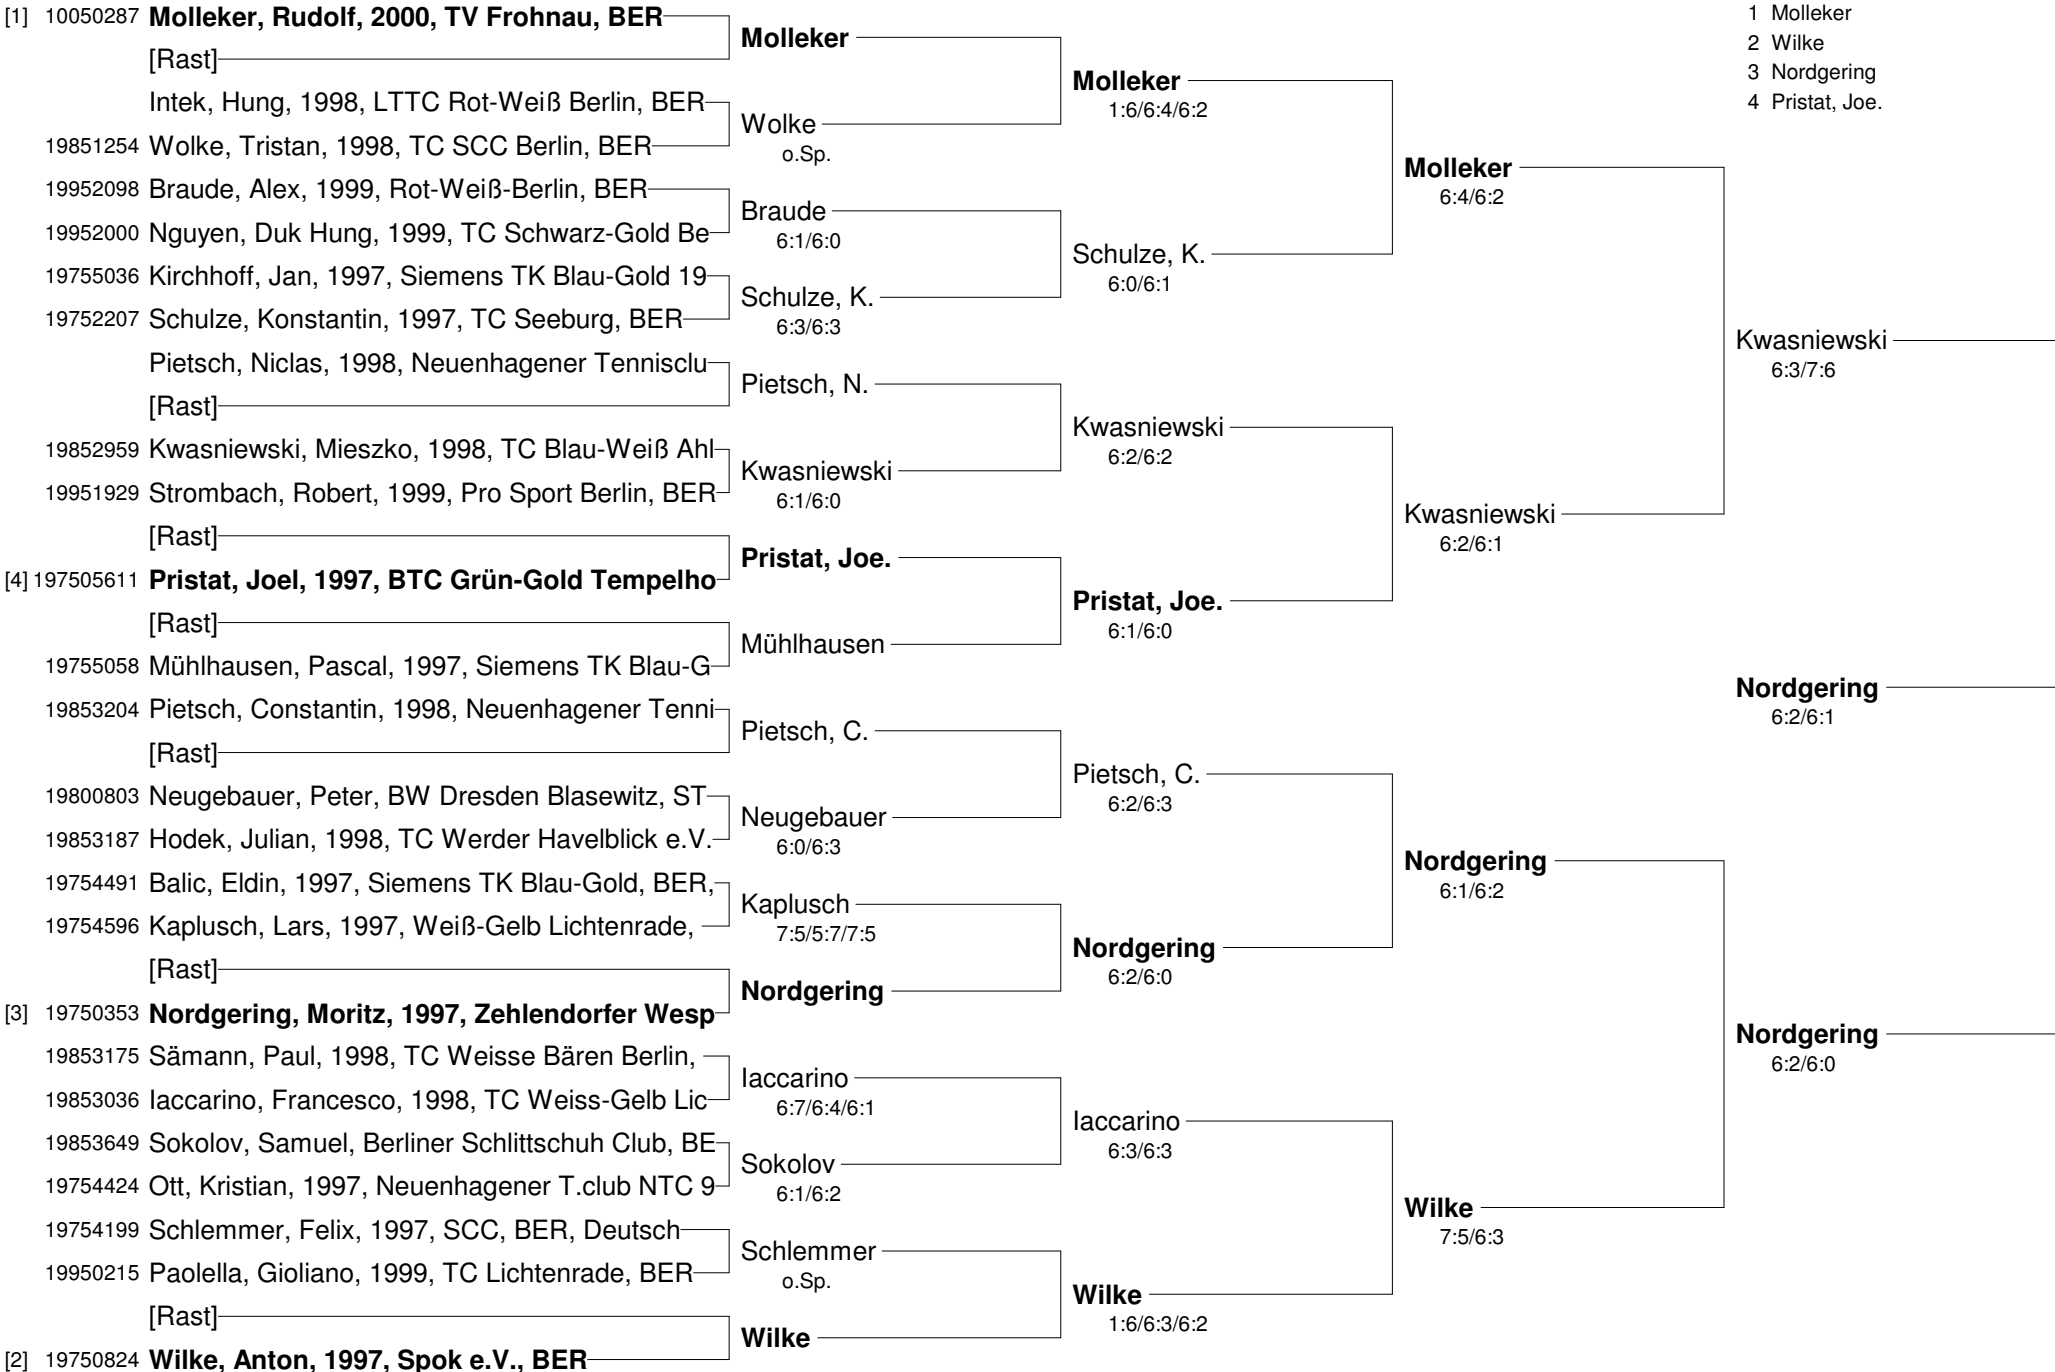 [1] 10050287 Molleker, Rudolf, 2000, TV Frohnau, BER
[Rast]
Intek, Hung, 1998, LTTC Rot-Weiß Berlin, BER
19851254 Wolke, Tristan, 1998, TC SCC Berlin, BER
19952098 Braude, Alex, 1999, Rot-Weiß-Berlin, BER
19952000 Nguyen, Duk Hung, 1999, TC Schwarz-Gold Be
19755036 Kirchhoff, Jan, 1997, Siemens TK Blau-Gold 19
19752207 Schulze, Konstantin, 1997, TC Seeburg, BER
Pietsch, Niclas, 1998, Neuenhagener Tennisclu
[Rast]
19852959 Kwasniewski, Mieszko, 1998, TC Blau-Weiß Ahl
19951929 Strombach, Robert, 1999, Pro Sport Berlin, BER
[Rast]
[4] 197505611 Pristat, Joel, 1997, BTC Grün-Gold Tempelho
[Rast]
19755058 Mühlhausen, Pascal, 1997, Siemens TK Blau-G
19853204 Pietsch, Constantin, 1998, Neuenhagener Tenni
[Rast]
19800803 Neugebauer, Peter, BW Dresden Blasewitz, ST
19853187 Hodek, Julian, 1998, TC Werder Havelblick e.V.
19754491 Balic, Eldin, 1997, Siemens TK Blau-Gold, BER,
19754596 Kaplusch, Lars, 1997, Weiß-Gelb Lichtenrade,
[Rast]
[3] 19750353 Nordgering, Moritz, 1997, Zehlendorfer Wesp
19853175 Sämann, Paul, 1998, TC Weisse Bären Berlin,
19853036 Iaccarino, Francesco, 1998, TC Weiss-Gelb Lic
19853649 Sokolov, Samuel, Berliner Schlittschuh Club, BE
19754424 Ott, Kristian, 1997, Neuenhagener T.club NTC 9
19754199 Schlemmer, Felix, 1997, SCC, BER, Deutsch
19950215 Paolella, Gioliano, 1999, TC Lichtenrade, BER
[Rast]
[2] 19750824 Wilke, Anton, 1997, Spok e.V., BER
Molleker
Wolke
o.Sp.
Braude
6:1/6:0
Schulze, K.
6:3/6:3
Pietsch, N.
Kwasniewski
6:1/6:0
Pristat, Joe.
Mühlhausen
Pietsch, C.
Neugebauer
6:0/6:3
Kaplusch
7:5/5:7/7:5
Nordgering
Iaccarino
6:7/6:4/6:1
Sokolov
6:1/6:2
Schlemmer
o.Sp.
Wilke
Molleker
1:6/6:4/6:2
Schulze, K.
6:0/6:1
Kwasniewski
6:2/6:2
Pristat, Joe.
6:1/6:0
Pietsch, C.
6:2/6:3
Nordgering
6:2/6:0
Iaccarino
6:3/6:3
Wilke
1:6/6:3/6:2
Molleker
6:4/6:2
Kwasniewski
6:2/6:1
Nordgering
6:1/6:2
Wilke
7:5/6:3
1 Molleker
2 Wilke
3 Nordgering
4 Pristat, Joe.
Kwasniewski
6:3/7:6
Nordgering
6:2/6:1
Nordgering
6:2/6:0